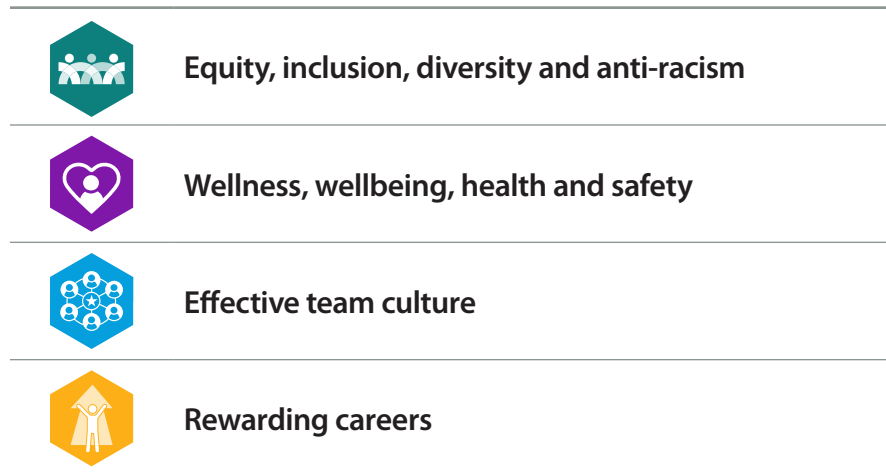 Equity, inclusion, diversity and anti-racism
Wellness, wellbeing, health and safety
Effective team culture
Rewarding careers